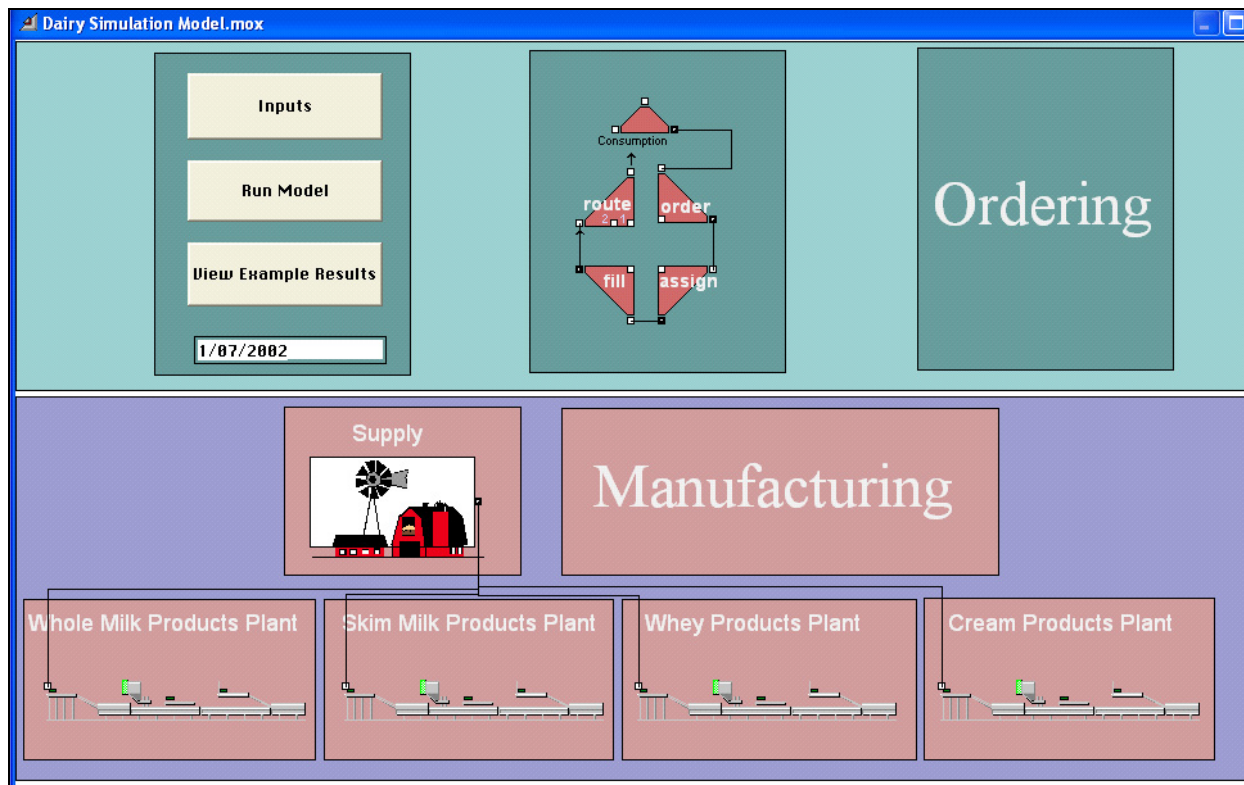 Dairy Simulation Model.mox
Inputs
Run Model
View Example Results
1/07/2002
Consumption
route
2 1
order
fill
assign
Ordering
Supply
Manufacturing
Whole Milk Products Plant
Skim Milk Products Plant
Whey Products Plant
Cream Products Plant